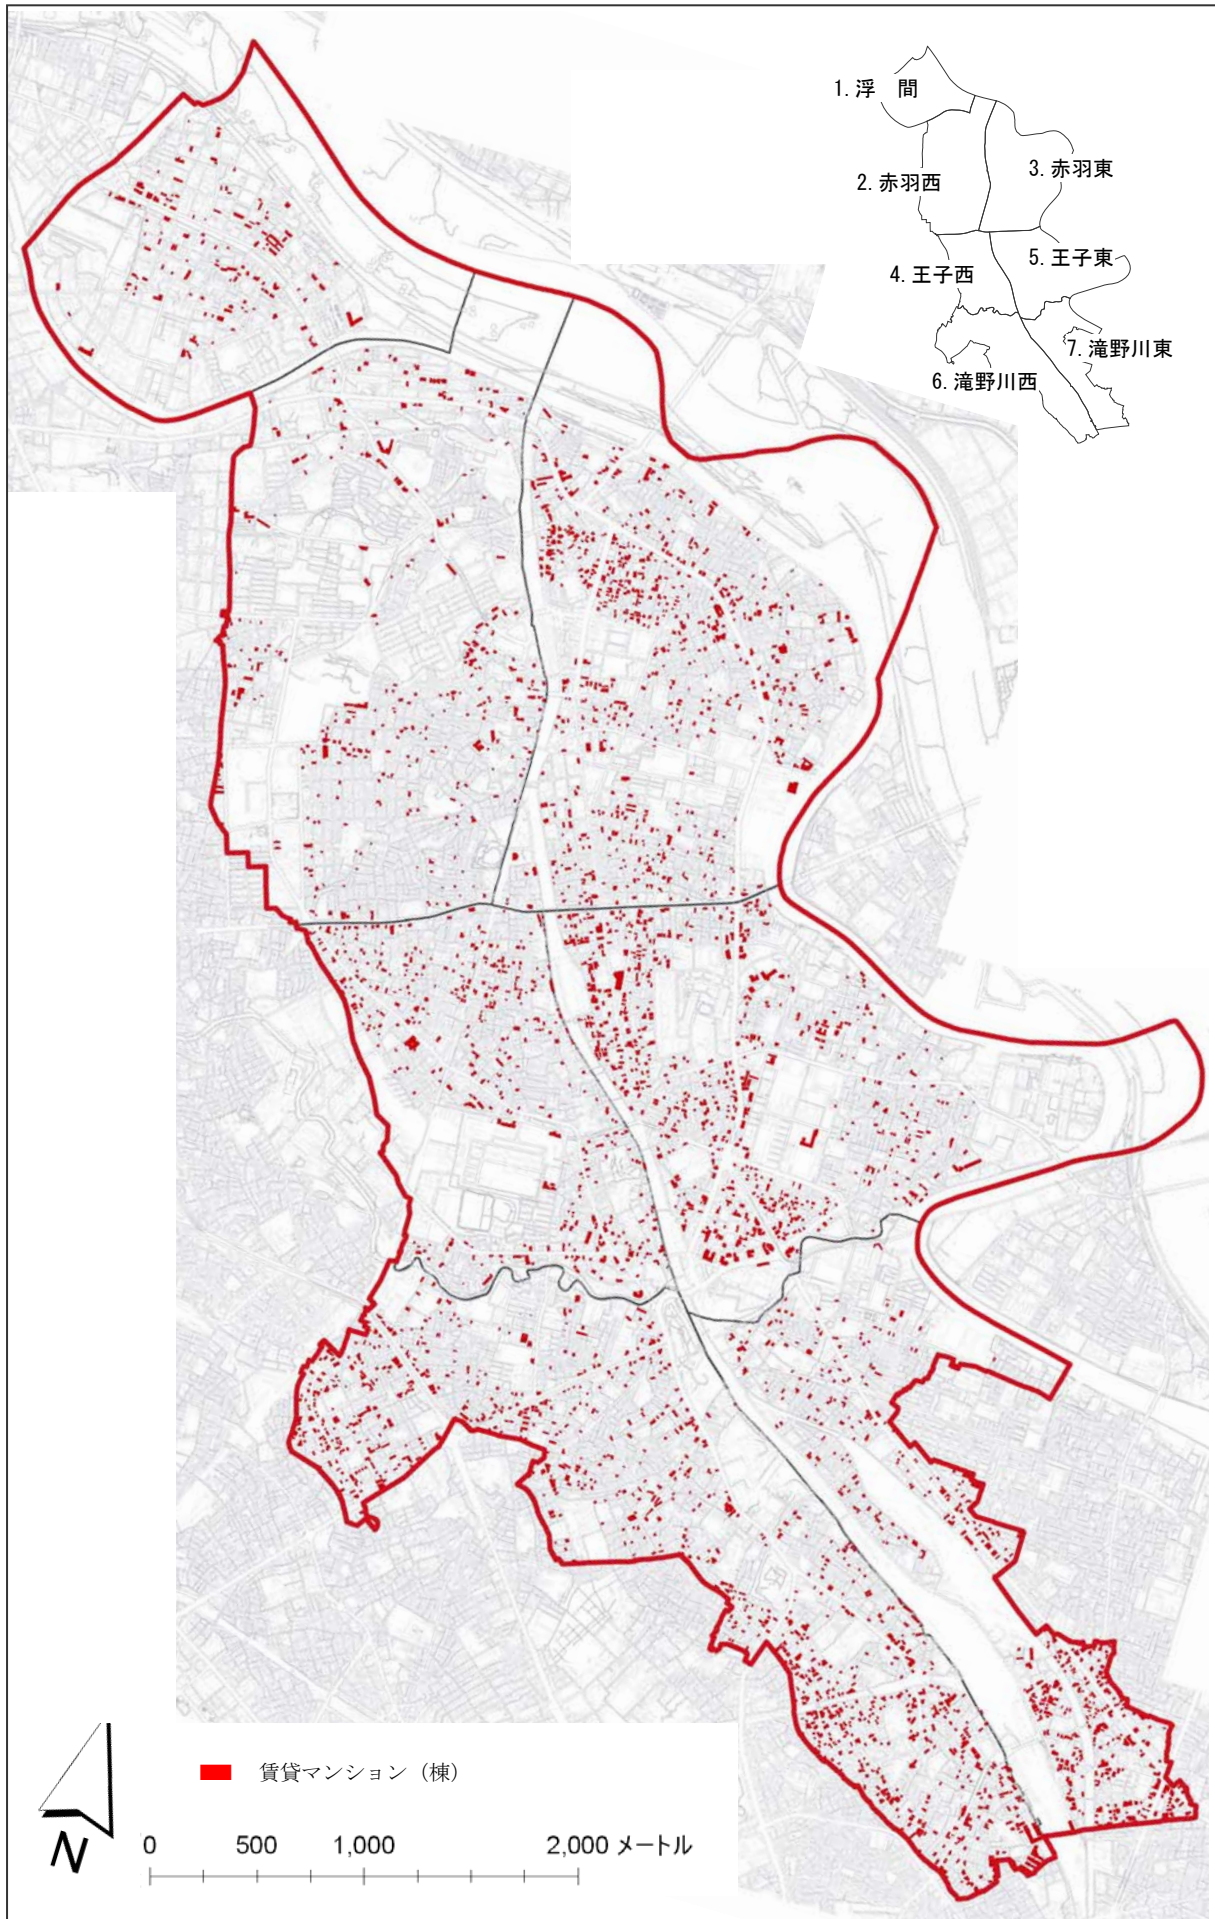 1. 浮　間
2. 赤羽西
3. 赤羽東
4. 王子西
5. 王子東
6. 滝野川西
7. 滝野川東
賃貸マンション（棟）
N
0 500 1,000 2,000 メートル